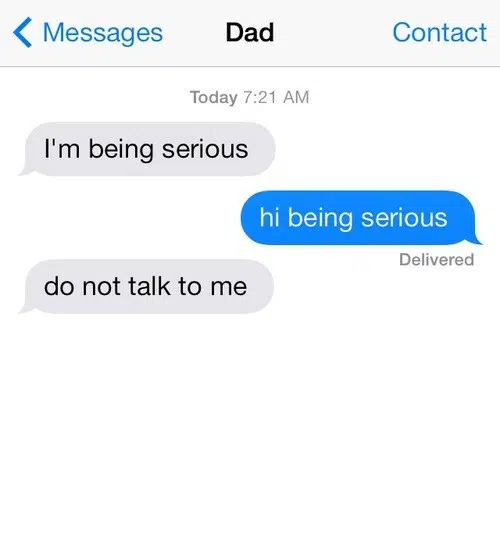 Messages Dad Contact
Today 7:21 AM
I'm being serious
hi being serious
Delivered
do not talk to me